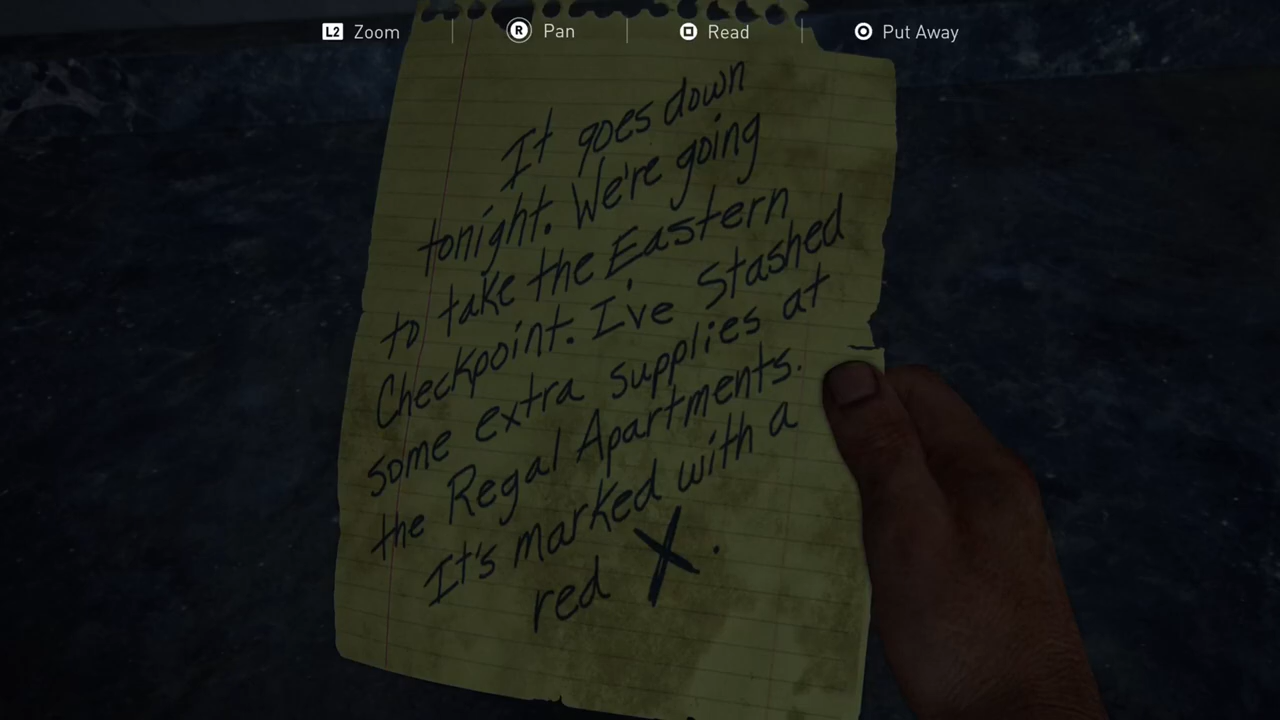 L2 Zoom R Pan Read Put Away
It goes down
tonight. We're going
to take the Eastern
Checkpoint. I've Stashed
some extra supplies at
the Regal Apartments.
It's marked with a
red X.